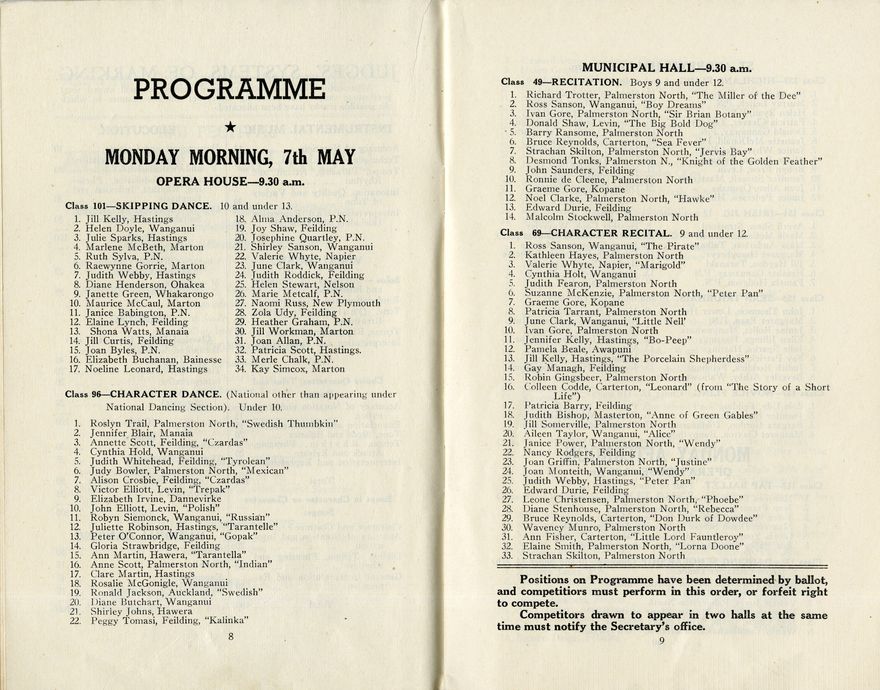 PROGRAMME
★
MONDAY MORNING, 7th MAY
OPERA HOUSE—9.30 a.m.
Class 101—SKIPPING DANCE. 10 and under 13.
1. Jill Kelly, Hastings
2. Helen Doyle, Wanganui
3. Julie Sparks, Hastings
4. Marlene McBeth, Marton
5. Ruth Sylva, P.N.
6. Raewynne Gorrie, Marton
7. Judith Webby, Hastings
8. Diane Henderson, Ohakea
9. Janette Green, Whakarongo
10. Maurice McCaul, Marton
11. Janice Babington, P.N.
12. Elaine Lynch, Feilding
13. Shona Watts, Manaia
14. Jill Curtis, Feilding
15. Joan Byles, P.N.
16. Elizabeth Buchanan, Bainesse
17. Noeline Leonard, Hastings
18. Alma Anderson, P.N.
19. Joy Shaw, Feilding
20. Josephine Quartley, P.N.
21. Shirley Sanson, Wanganui
22. Valerie Whyte, Napier
23. June Clark, Wanganui
24. Judith Roddick, Feilding
25. Helen Stewart, Nelson
26. Marie Metcalf, P.N.
27. Naomi Russ, New Plymouth
28. Zola Udy, Feilding
29. Heather Graham, P.N.
30. Jill Workman, Marton
31. Joan Allan, P.N.
32. Patricia Scott, Hastings.
33. Merle Chalk, P.N.
34. Kay Simcox, Marton
Class 96—CHARACTER DANCE. (National other than appearing under
National Dancing Section). Under 10.
1. Roslyn Trail, Palmerston North, "Swedish Thumbkin"
2. Jennifer Blair, Manaia
3. Annette Scott, Feilding, "Czardas"
4. Cynthia Hold, Wanganui
5. Judith Whitehead, Feilding, "Tyrolean"
6. Judy Bowler, Palmerston North, "Mexican"
7. Alison Crosbie, Feilding, "Czardas"
8. Victor Elliott, Levin, "Trepak"
9. Elizabeth Irvine, Dannevirke
10. John Elliott, Levin, "Polish"
11. Robyn Siemonck, Wanganui, "Russian"
12. Juliette Robinson, Hastings, "Tarantelle"
13. Peter O'Connor, Wanganui, "Gopak"
14. Gloria Strawbridge, Feilding
15. Ann Martin, Hawera, "Tarantella"
16. Anne Scott, Palmerston North, "Indian"
17. Clare Martin, Hastings
18. Rosalie McGonigle, Wanganui
19. Ronald Jackson, Auckland, "Swedish"
20. Diane Butchart, Wanganui
21. Shirley Johns, Hawera
22. Peggy Tomasi, Feilding, "Kalinka"
8
MUNICIPAL HALL—9.30 a.m.
Class 49—RECITATION. Boys 9 and under 12.
1. Richard Trotter, Palmerston North, "The Miller of the Dee"
2. Ross Sanson, Wanganui, "Boy Dreams"
3. Ivan Gore, Palmerston North, "Sir Brian Botany"
4. Donald Shaw, Levin, "The Big Bold Dog"
5. Barry Ransome, Palmerston North
6. Bruce Reynolds, Carterton, "Sea Fever"
7. Strachan Skilton, Palmerston North, "Jervis Bay"
8. Desmond Tonks, Palmerston N., "Knight of the Golden Feather"
9. John Saunders, Feilding
10. Ronnie de Cleene, Palmerston North
11. Graeme Gore, Kopane
12. Noel Clarke, Palmerston North, "Hawke"
13. Edward Durie, Feilding
14. Malcolm Stockwell, Palmerston North
Class 69—CHARACTER RECITAL. 9 and under 12.
1. Ross Sanson, Wanganui, "The Pirate"
2. Kathleen Hayes, Palmerston North
3. Valerie Whyte, Napier, "Marigold"
4. Cynthia Holt, Wanganui
5. Judith Fearon, Palmerston North
6. Suzanne McKenzie, Palmerston North, "Peter Pan"
7. Graeme Gore, Kopane
8. Patricia Tarrant, Palmerston North
9. June Clark, Wanganui, "Little Nell'
10. Ivan Gore, Palmerston North
11. Jennifer Kelly, Hastings, "Bo-Peep"
12. Pamela Beale, Awapuni
13. Jill Kelly, Hastings, "The Porcelain Shepherdess"
14. Gay Managh, Feilding
15. Robin Gingsbeer, Palmerston North
16. Colleen Codde, Carterton, "Leonard" (from "The Story of a Short
Life")
17. Patricia Barry, Feilding
18. Judith Bishop, Masterton, "Anne of Green Gables"
19. Jill Somerville, Palmerston North
20. Aileen Taylor, Wanganui, "Alice"
21. Janice Fower, Palmerston North, "Wendy"
22. Nancy Rodgers, Feilding
23. Joan Griffin, Palmerston North, "Justine"
24. Joan Monteith, Wanganui, "Wendy"
25. Judith Webby, Hastings, "Peter Pan"
26. Edward Durie, Feilding
27. Leone Christensen, Palmerston North, "Phoebe"
28. Diane Stenhouse, Palmerston North, "Rebecca"
29. Bruce Reynolds, Carterton, "Don Durk of Dowdee"
30. Waveney Munro, Palmerston North
31. Ann Fisher, Carterton, "Little Lord Fauntleroy"
32. Elaine Smith, Palmerston North, "Lorna Doone"
33. Strachan Skilton, Palmerston North
Positions on Programme have been determined by ballot,
and competitiors must perform in this order, or forfeit right
to compete.
Competitors drawn to appear in two halls at the same
time must notify the Secretary's office.
9